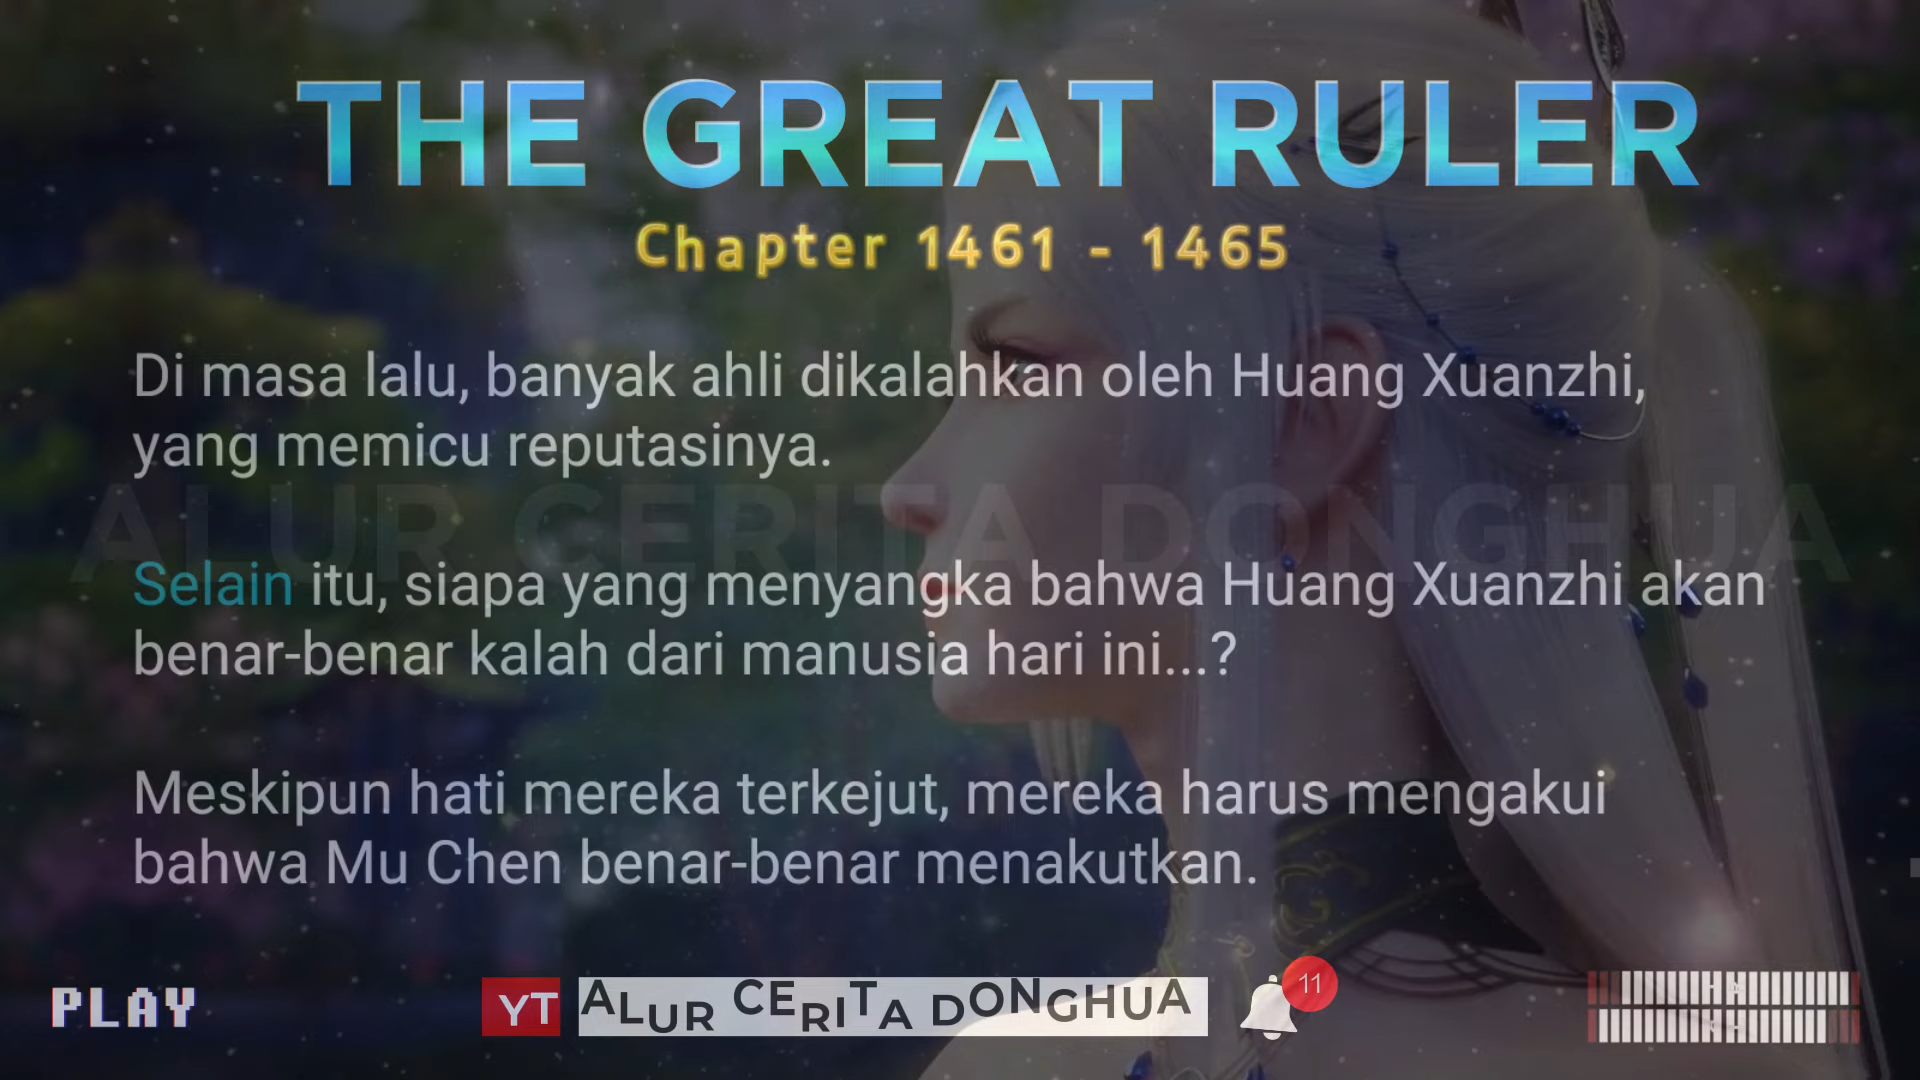 THE GREAT RULER
Chapter 1461 - 1465
Di masa lalu, banyak ahli dikalahkan oleh Huang Xuanzhi,
yang memicu reputasinya.
ALUR CERITA DONGHUA
Selain itu, siapa yang menyangka bahwa Huang Xuanzhi akan
benar-benar kalah dari manusia hari ini...?
Meskipun hati mereka terkejut, mereka harus mengakui
bahwa Mu Chen benar-benar menakutkan.
PLAY
YT ALUR CERITA DONGHUA
11